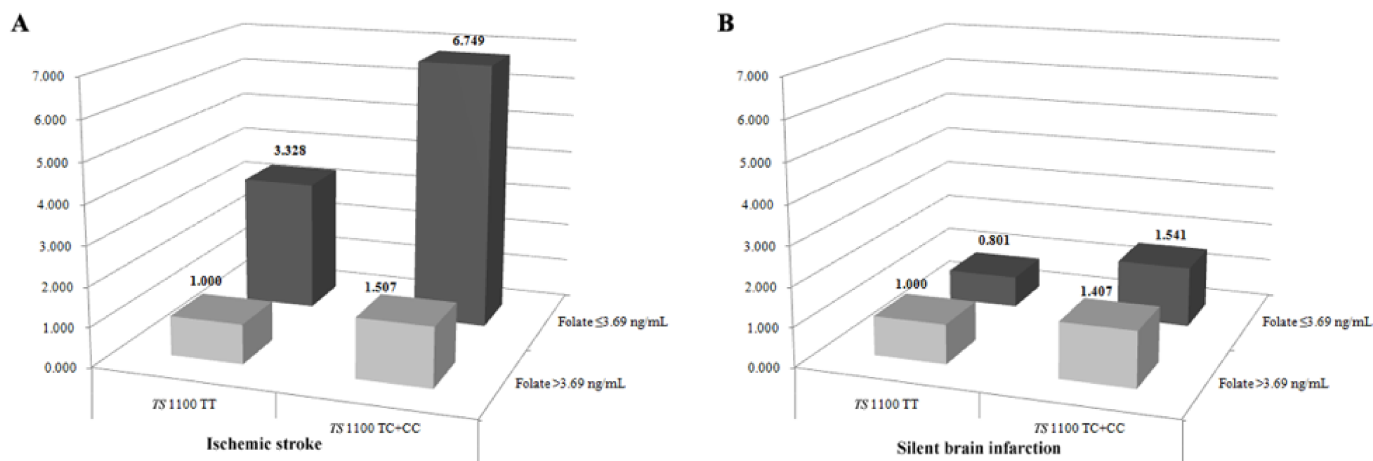 A
7.000
6.000
5.000
4.000
3.000
2.000
1.000
0.000
6.749
3.328
1.000
1.507
Folate ≤3.69 ng/mL
Folate >3.69 ng/mL
TS 1100 TT
TS 1100 TC+CC
Ischemic stroke
B
7.000
6.000
5.000
4.000
3.000
2.000
1.000
0.000
0.801
1.541
1.000
1.407
Folate ≤3.69 ng/mL
Folate >3.69 ng/mL
TS 1100 TT
TS 1100 TC+CC
Silent brain infarction